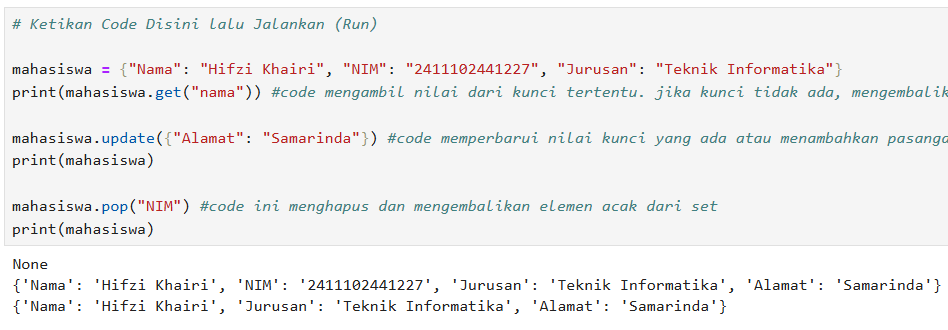 # Ketikan Code Disini lalu Jalankan (Run)
mahasiswa = {"Nama": "Hifzi Khairi", "NIM": "2411102441227", "Jurusan": "Teknik Informatika"}
print(mahasiswa.get("nama")) #code mengambil nilai dari kunci tertentu. jika kunci tidak ada, mengembalik
mahasiswa.update({"Alamat": "Samarinda"}) #code memperbarui nilai kunci yang ada atau menambahkan pasanga
print(mahasiswa)
mahasiswa.pop("NIM") #code ini menghapus dan mengembalikan elemen acak dari set
print(mahasiswa)
None
{'Nama': 'Hifzi Khairi', 'NIM': '2411102441227', 'Jurusan': 'Teknik Informatika', 'Alamat': 'Samarinda'}
{'Nama': 'Hifzi Khairi', 'Jurusan': 'Teknik Informatika', 'Alamat': 'Samarinda'}